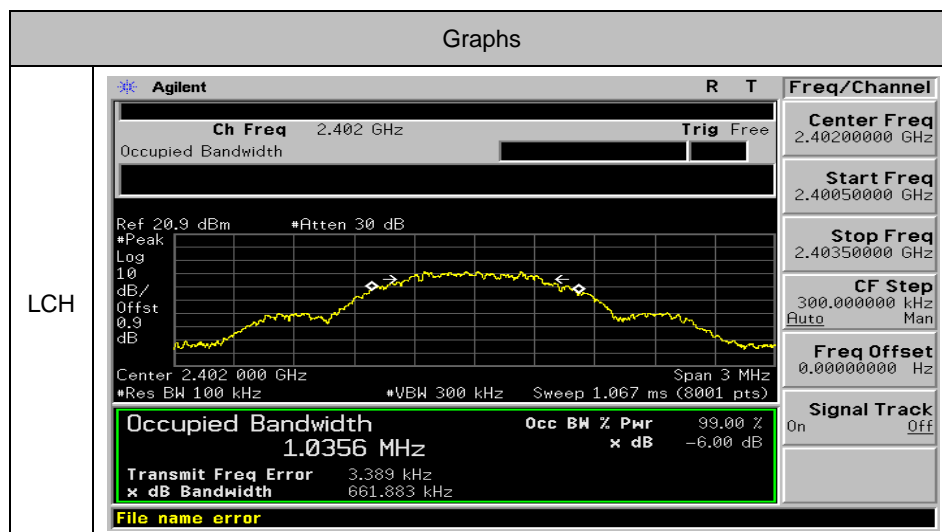 Graphs
LCH
Agilent
R T
Freq/Channel
Ch Freq 2.402 GHz
Trig Free
Occupied Bandwidth
Center Freq
2.40200000 GHz
Start Freq
2.40050000 GHz
Stop Freq
2.40350000 GHz
CF Step
300.000000 kHz
Auto Man
Freq Offset
0.00000000 Hz
Signal Track
On Off
Ref 20.9 dBm #Atten 30 dB
#Peak
Log
10
dB/
Offst
0.9
dB
Center 2.402 000 GHz Span 3 MHz
#Res BW 100 kHz #VBW 300 kHz Sweep 1.067 ms (8001 pts)
Occupied Bandwidth
1.0356 MHz
Occ BW % Pwr 99.00 %
x dB -6.00 dB
Transmit Freq Error 3.389 kHz
x dB Bandwidth 661.883 kHz
File name error